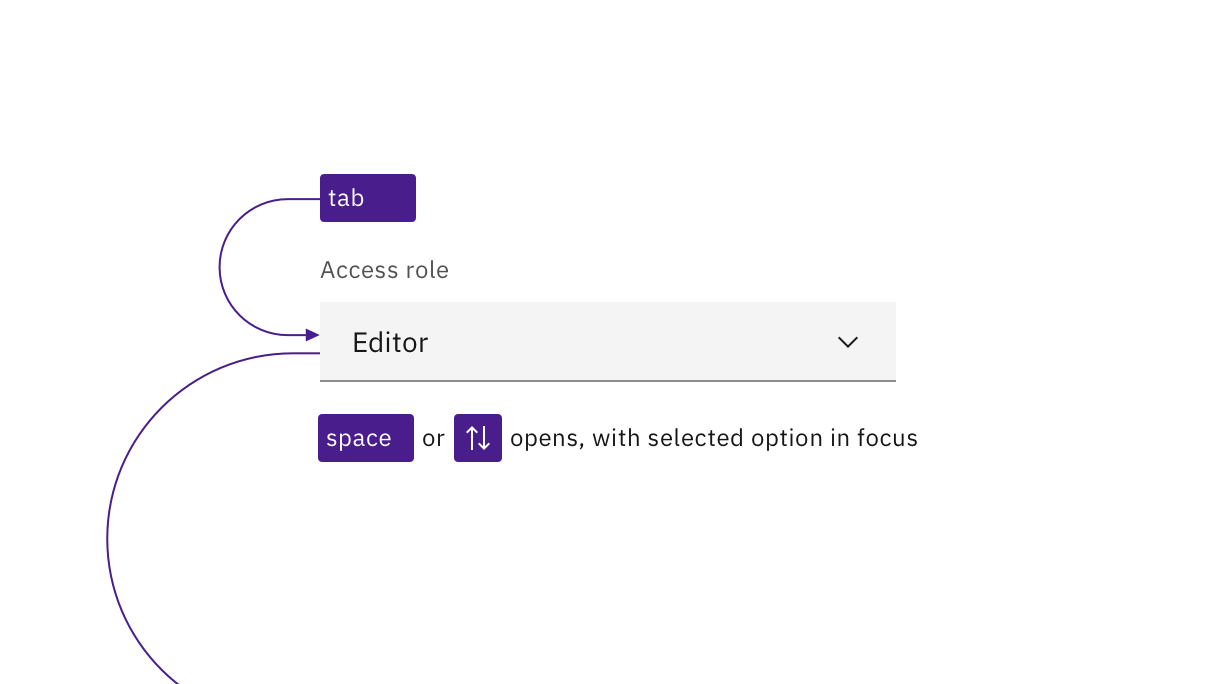 tab
Access role
Editor
space or ↑↓ opens, with selected option in focus